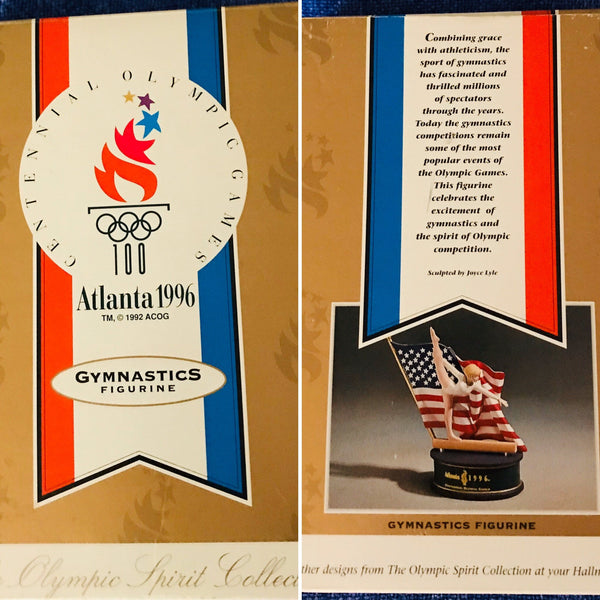 CENTENNIAL OLYMPIC GAMES
100
Atlanta 1996
TM, © 1992 ACOG
GYMNASTICS
FIGURINE
Olympic Spirit Collec
Combining grace
with athleticism, the
sport of gymnastics
has fascinated and
thrilled millions
of spectators
through the years.
Today the gymnastics
competitions remain
some of the most
popular events of
the Olympic Games.
This figurine
celebrates the
excitement of
gymnastics and
the spirit of Olympic
competition.
Sculpted by Joyce Lyle
Atlanta 1996
GYMNASTICS FIGURINE
ther designs from The Olympic Spirit Collection at your Hallm